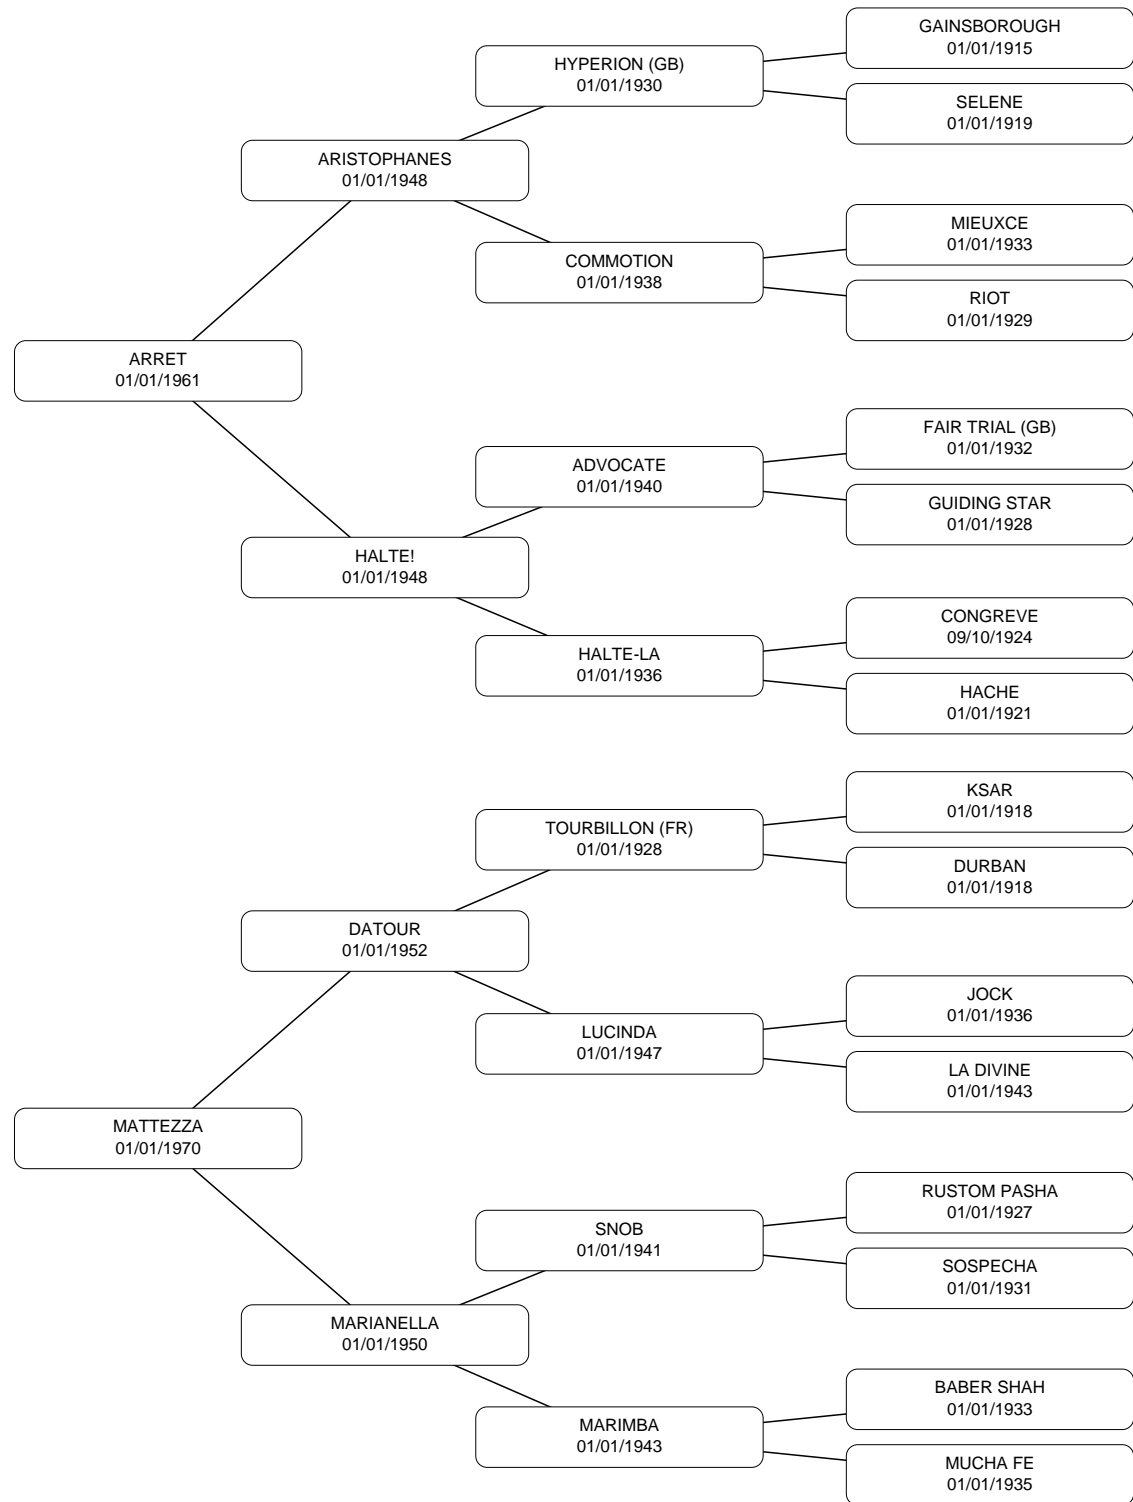 GAINSBOROUGH
01/01/1915
HYPERION (GB)
01/01/1930
SELENE
01/01/1919
ARISTOPHANES
01/01/1948
MIEUXCE
01/01/1933
COMMOTION
01/01/1938
RIOT
01/01/1929
ARRET
01/01/1961
FAIR TRIAL (GB)
01/01/1932
ADVOCATE
01/01/1940
GUIDING STAR
01/01/1928
HALTE!
01/01/1948
CONGREVE
09/10/1924
HALTE-LA
01/01/1936
HACHE
01/01/1921
KSAR
01/01/1918
TOURBILLON (FR)
01/01/1928
DURBAN
01/01/1918
DATOUR
01/01/1952
JOCK
01/01/1936
LUCINDA
01/01/1947
LA DIVINE
01/01/1943
MATTEZZA
01/01/1970
RUSTOM PASHA
01/01/1927
SNOB
01/01/1941
SOSPECHA
01/01/1931
MARIANELLA
01/01/1950
BABER SHAH
01/01/1933
MARIMBA
01/01/1943
MUCHA FE
01/01/1935